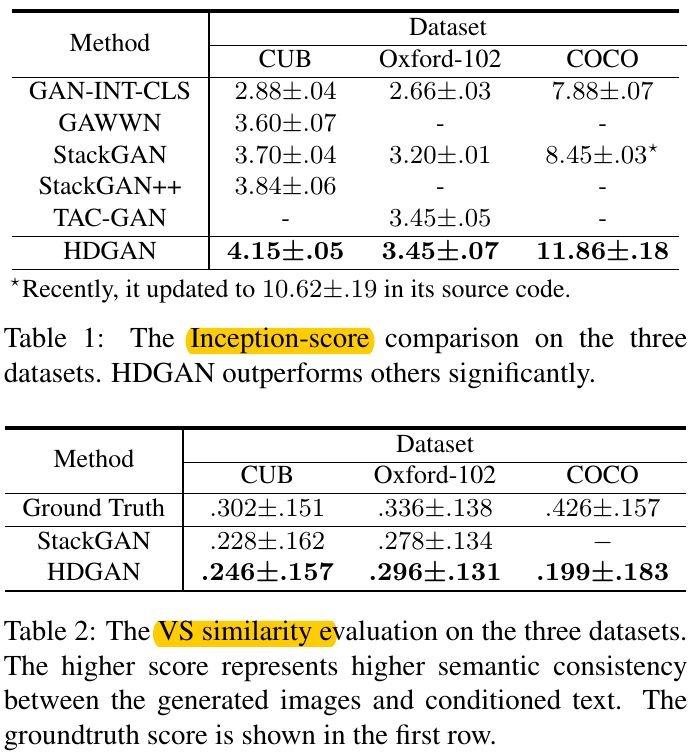 Method Dataset
CUB Oxford-102 COCO
GAN-INT-CLS 2.88±.04 2.66±.03 7.88±.07
GAWWN 3.60±.07 - -
StackGAN 3.70±.04 3.20±.01 8.45±.03⋆
StackGAN++ 3.84±.06 - -
TAC-GAN - 3.45±.05 -
HDGAN 4.15±.05 3.45±.07 11.86±.18
⋆Recently, it updated to 10.62±.19 in its source code.
Table 1: The Inception-score comparison on the three
datasets. HDGAN outperforms others significantly.
Method Dataset
CUB Oxford-102 COCO
Ground Truth .302±.151 .336±.138 .426±.157
StackGAN .228±.162 .278±.134 −
HDGAN .246±.157 .296±.131 .199±.183
Table 2: The VS similarity evaluation on the three datasets.
The higher score represents higher semantic consistency
between the generated images and conditioned text. The
groundtruth score is shown in the first row.